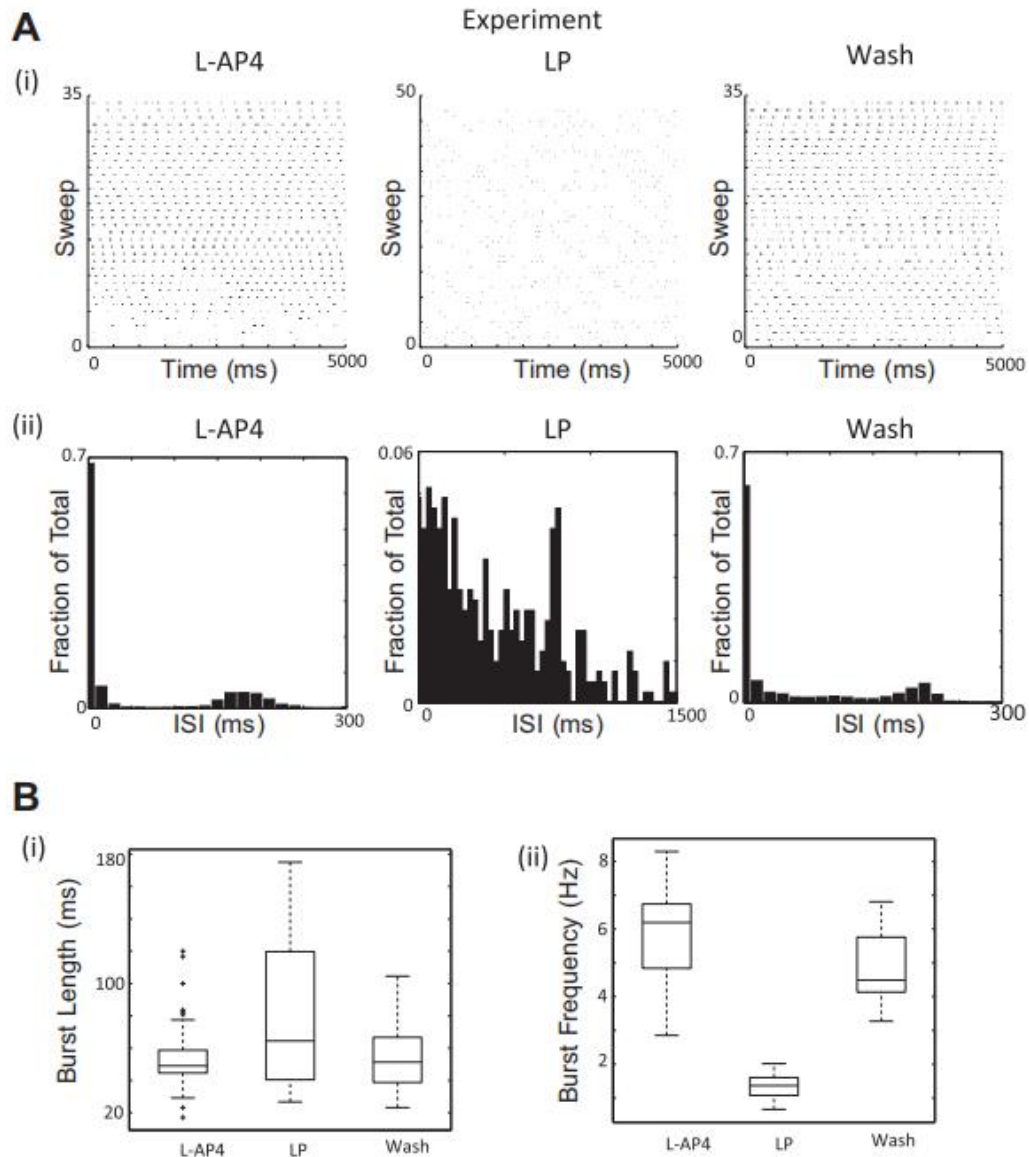 A
Experiment
L-AP4 LP Wash
(i)
35 50 35
Sweep Sweep Sweep
0 0 0
0 5000 0 5000 0 5000
Time (ms) Time (ms) Time (ms)
(ii)
L-AP4 LP Wash
0.7 0.06 0.7
Fraction of Total Fraction of Total Fraction of Total
0 0 0
0 300 0 1500 0 300
ISI (ms) ISI (ms) ISI (ms)
B
(i)
180
100
20
Burst Length (ms)
L-AP4 LP Wash
(ii)
8
6
4
2
Burst Frequency (Hz)
L-AP4 LP Wash